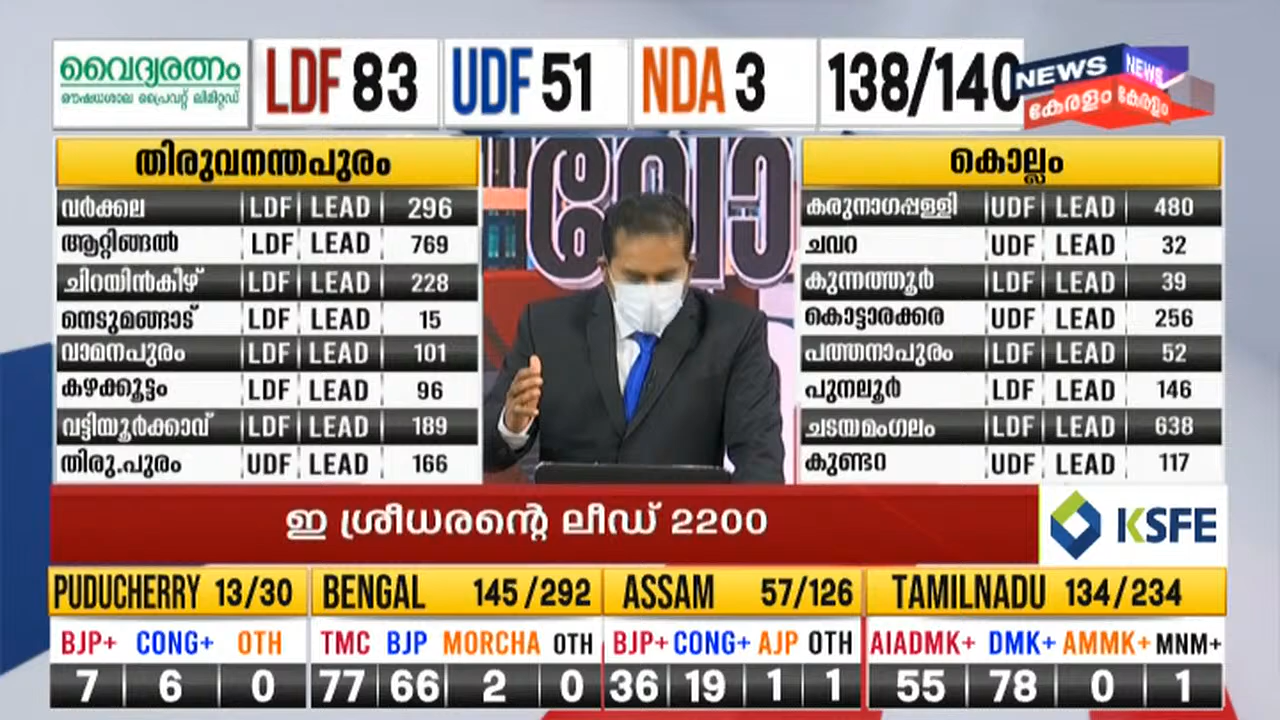 വൈദ്യരത്നം
ഔഷധശാല പ്രൈവറ്റ് ലിമിറ്റഡ്
LDF 83
UDF 51
NDA 3
138/140
NEWS NEWS
കേരളം കേരളം
തിരുവനന്തപുരം
വർക്കല LDF LEAD 296
ആറ്റിങ്ങൽ LDF LEAD 769
ചിറയിൻകീഴ് LDF LEAD 228
നെടുമങ്ങാട് LDF LEAD 15
വാമനപുരം LDF LEAD 101
കഴക്കൂട്ടം LDF LEAD 96
വട്ടിയൂർക്കാവ് LDF LEAD 189
തിരു.പുരം UDF LEAD 166
കൊല്ലം
കരുനാഗപ്പള്ളി UDF LEAD 480
ചവറ UDF LEAD 32
കുന്നത്തൂർ LDF LEAD 39
കൊട്ടാരക്കര UDF LEAD 256
പത്തനാപുരം LDF LEAD 52
പുനലൂർ LDF LEAD 146
ചടയമംഗലം LDF LEAD 638
കുണ്ടറ UDF LEAD 117
ഇ ശ്രീധരന്റെ ലീഡ് 2200
KSFE
PUDUCHERRY 13/30
BJP+ CONG+ OTH
7 6 0
BENGAL 145/292
TMC BJP MORCHA OTH
77 66 2 0
ASSAM 57/126
BJP+ CONG+ AJP OTH
36 19 1 1
TAMILNADU 134/234
AIADMK+ DMK+ AMMK+ MNM+
55 78 0 1